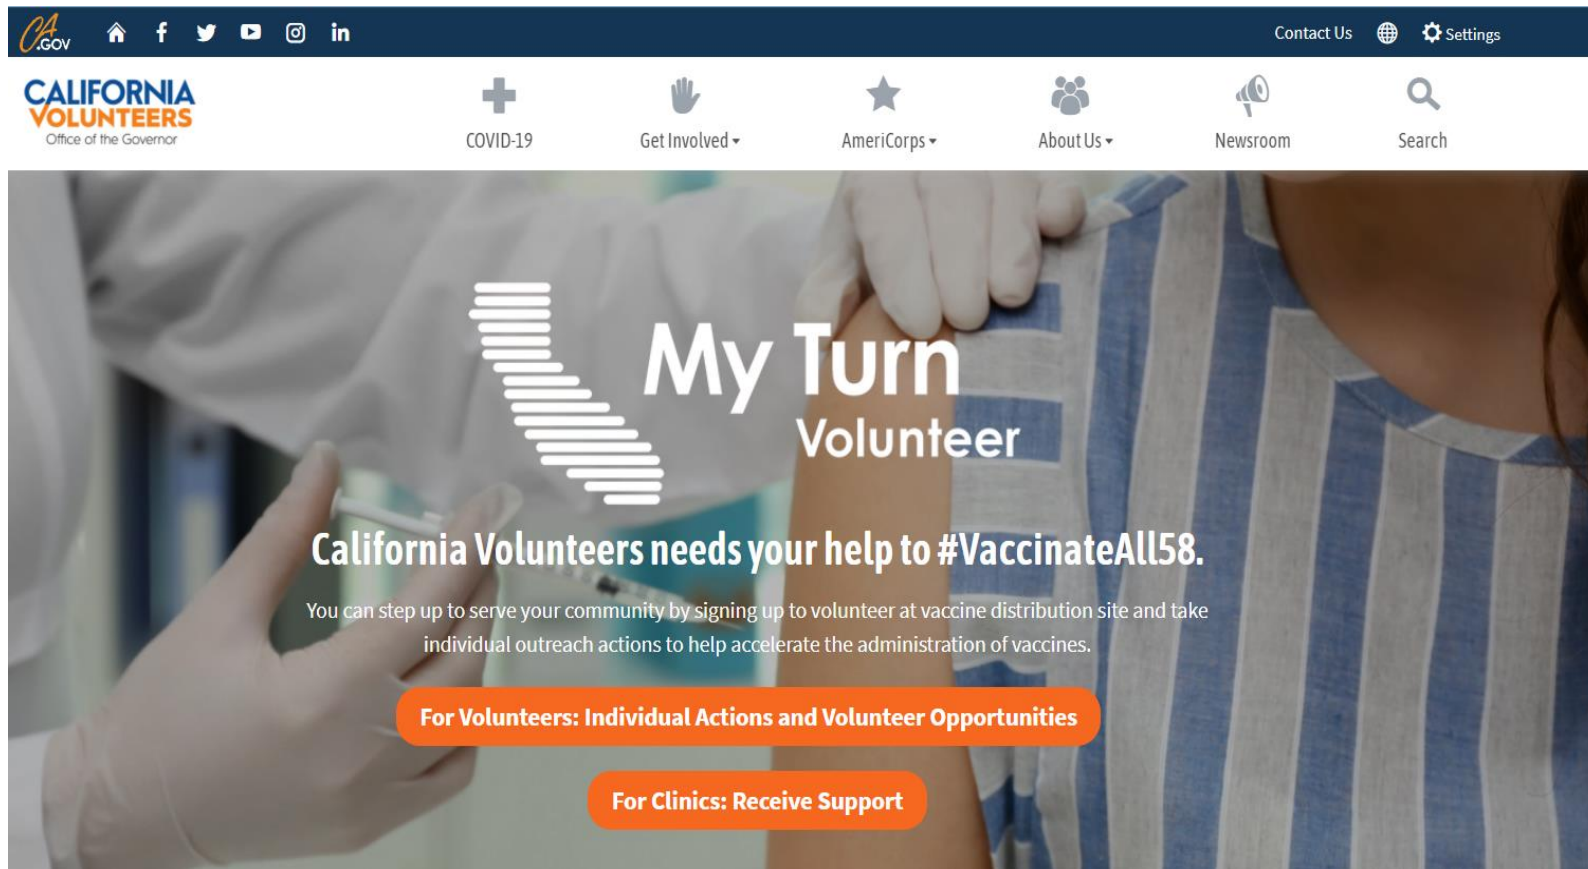 CA.GOV
Contact Us
Settings
CALIFORNIA
VOLUNTEERS
Office of the Governor
COVID-19
Get Involved
AmeriCorps
About Us
Newsroom
Search
My Turn
Volunteer
California Volunteers needs your help to #VaccinateAll58.
You can step up to serve your community by signing up to volunteer at vaccine distribution site and take
individual outreach actions to help accelerate the administration of vaccines.
For Volunteers: Individual Actions and Volunteer Opportunities
For Clinics: Receive Support